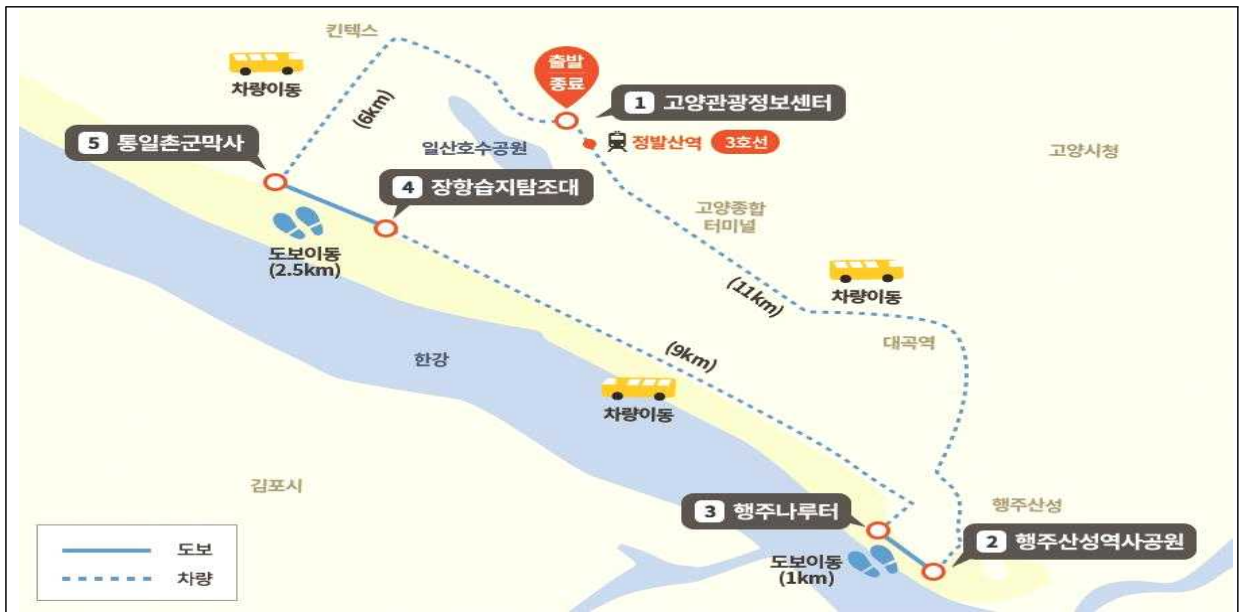 킨텍스
차량이동
(6km)
출발
종료
1 고양관광정보센터
정발산역 3호선
일산호수공원
고양시청
5 통일촌군막사
4 장항습지탐조대
도보이동
(2.5km)
고양종합
터미널
(11km)
차량이동
대곡역
한강
(9km)
차량이동
김포시
3 행주나루터
행주산성
2 행주산성역사공원
도보이동
(1km)
도보
차량